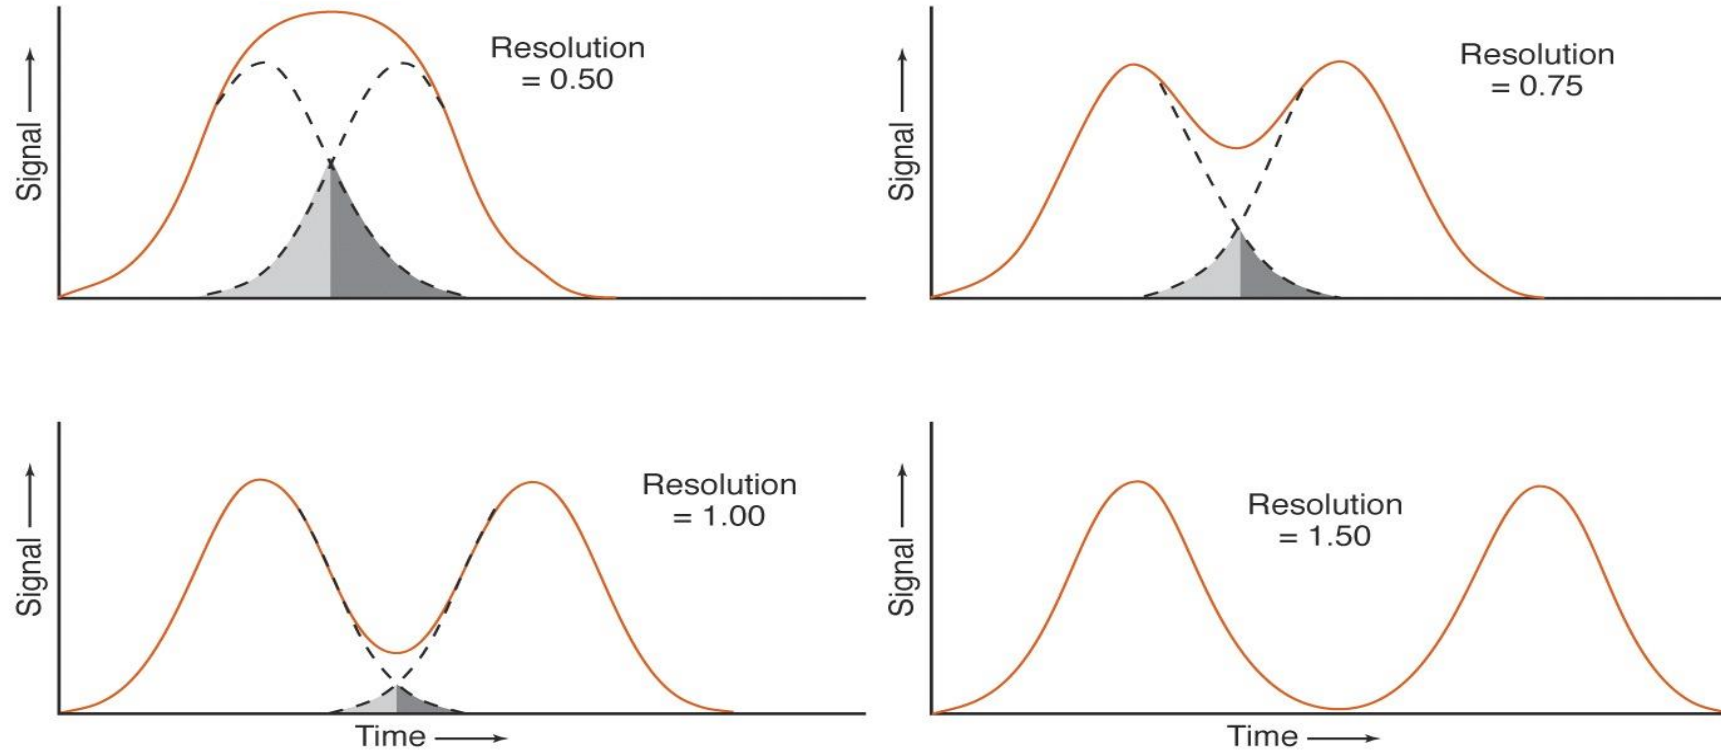 Resolution
= 0.50
Signal
Resolution
= 0.75
Signal
Resolution
= 1.00
Signal
Time
Resolution
= 1.50
Signal
Time